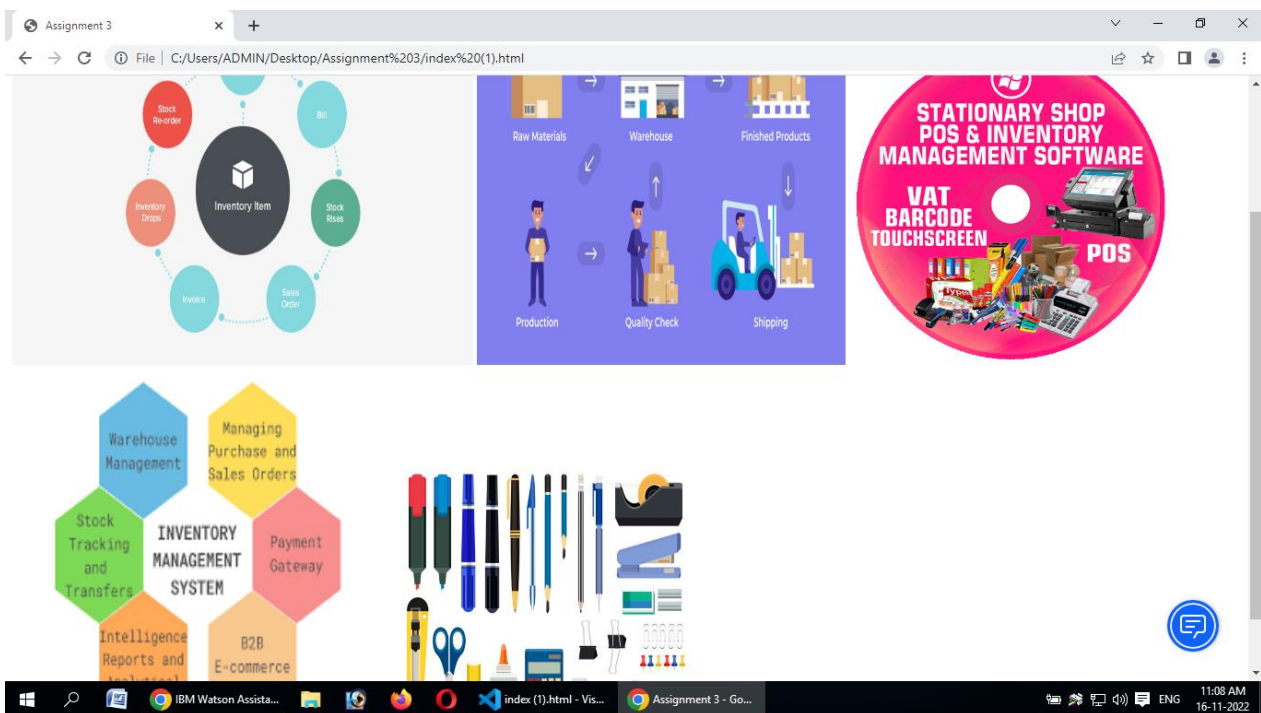 Assignment 3
File
C:/Users/ADMIN/Desktop/Assignment%203/index%20(1).html
Stock
Re-order
Bill
Inventory Item
Inventory
Drops
Stock
Rises
Invoice
Sales
Order
Raw Materials
Warehouse
Finished Products
Production
Quality Check
Shipping
STATIONARY SHOP
POS & INVENTORY
MANAGEMENT SOFTWARE
VAT
BARCODE
TOUCHSCREEN
POS
Warehouse
Management
Managing
Purchase and
Sales Orders
Stock
Tracking
and
Transfers
INVENTORY
MANAGEMENT
SYSTEM
Payment
Gateway
Intelligence
Reports and
B2B
E-commerce
IBM Watson Assista...
index (1).html - Vis...
Assignment 3 - Go...
ENG
11:08 AM
16-11-2022